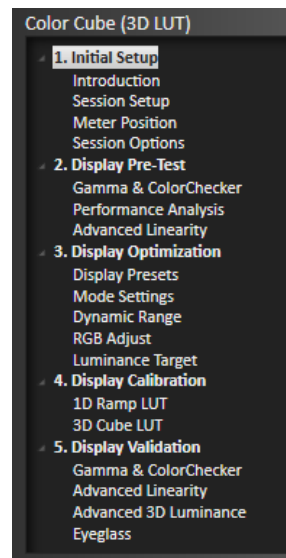 Color Cube (3D LUT)
1. Initial Setup
Introduction
Session Setup
Meter Position
Session Options
2. Display Pre-Test
Gamma & ColorChecker
Performance Analysis
Advanced Linearity
3. Display Optimization
Display Presets
Mode Settings
Dynamic Range
RGB Adjust
Luminance Target
4. Display Calibration
1D Ramp LUT
3D Cube LUT
5. Display Validation
Gamma & ColorChecker
Advanced Linearity
Advanced 3D Luminance
Eyeglass